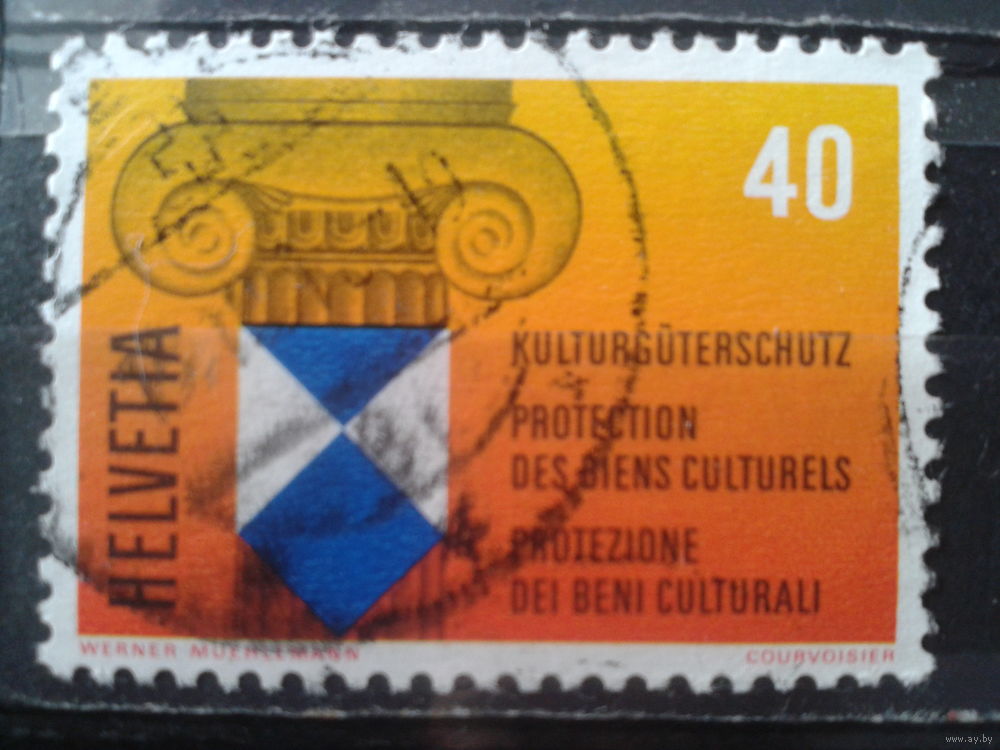 40
HELVETIA
KULTURGÜTERSCHUTZ
PROTECTION
DES BIENS CULTURELS
PROTEZIONE
DEI BENI CULTURALI
WERNER MUEHLEMANN
COURVOISIER
www.ay.by